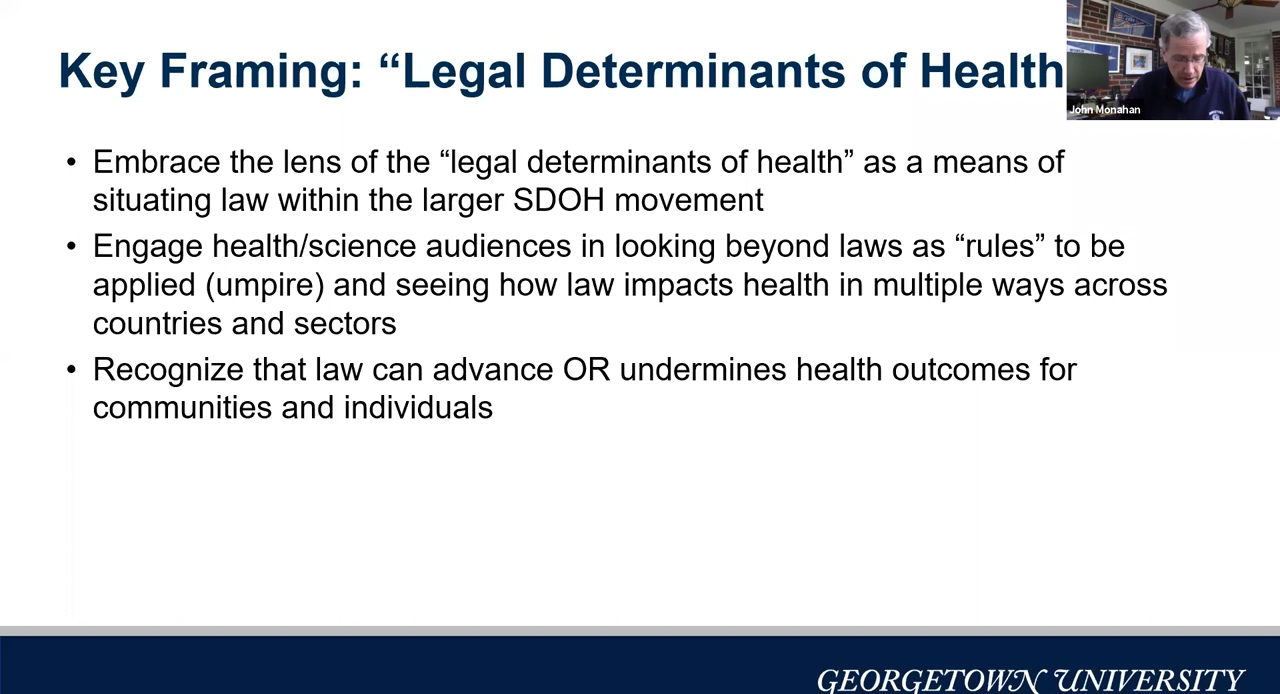 Key Framing: “Legal Determinants of Health
John Monahan
• Embrace the lens of the “legal determinants of health” as a means of
situating law within the larger SDOH movement
• Engage health/science audiences in looking beyond laws as “rules” to be
applied (umpire) and seeing how law impacts health in multiple ways across
countries and sectors
• Recognize that law can advance OR undermines health outcomes for
communities and individuals
GEORGETOWN UNIVERSITY